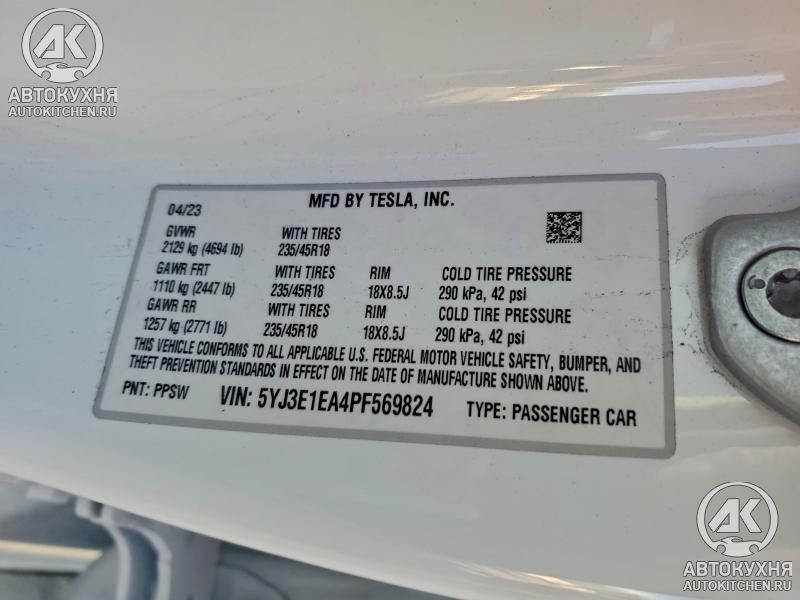 AK
АВТОКУХНЯ
AUTOKITCHEN.RU
MFD BY TESLA, INC.
04/23
GVWR WITH TIRES
2129 kg (4694 lb) 235/45R18
GAWR FRT WITH TIRES RIM COLD TIRE PRESSURE
1110 kg (2447 lb) 235/45R18 18X8.5J 290 kPa, 42 psi
GAWR RR WITH TIRES RIM COLD TIRE PRESSURE
1257 kg (2771 lb) 235/45R18 18X8.5J 290 kPa, 42 psi
THIS VEHICLE CONFORMS TO ALL APPLICABLE U.S. FEDERAL MOTOR VEHICLE SAFETY, BUMPER, AND
THEFT PREVENTION STANDARDS IN EFFECT ON THE DATE OF MANUFACTURE SHOWN ABOVE.
PNT: PPSW VIN: 5YJ3E1EA4PF569824 TYPE: PASSENGER CAR
AK
АВТОКУХНЯ
AUTOKITCHEN.RU